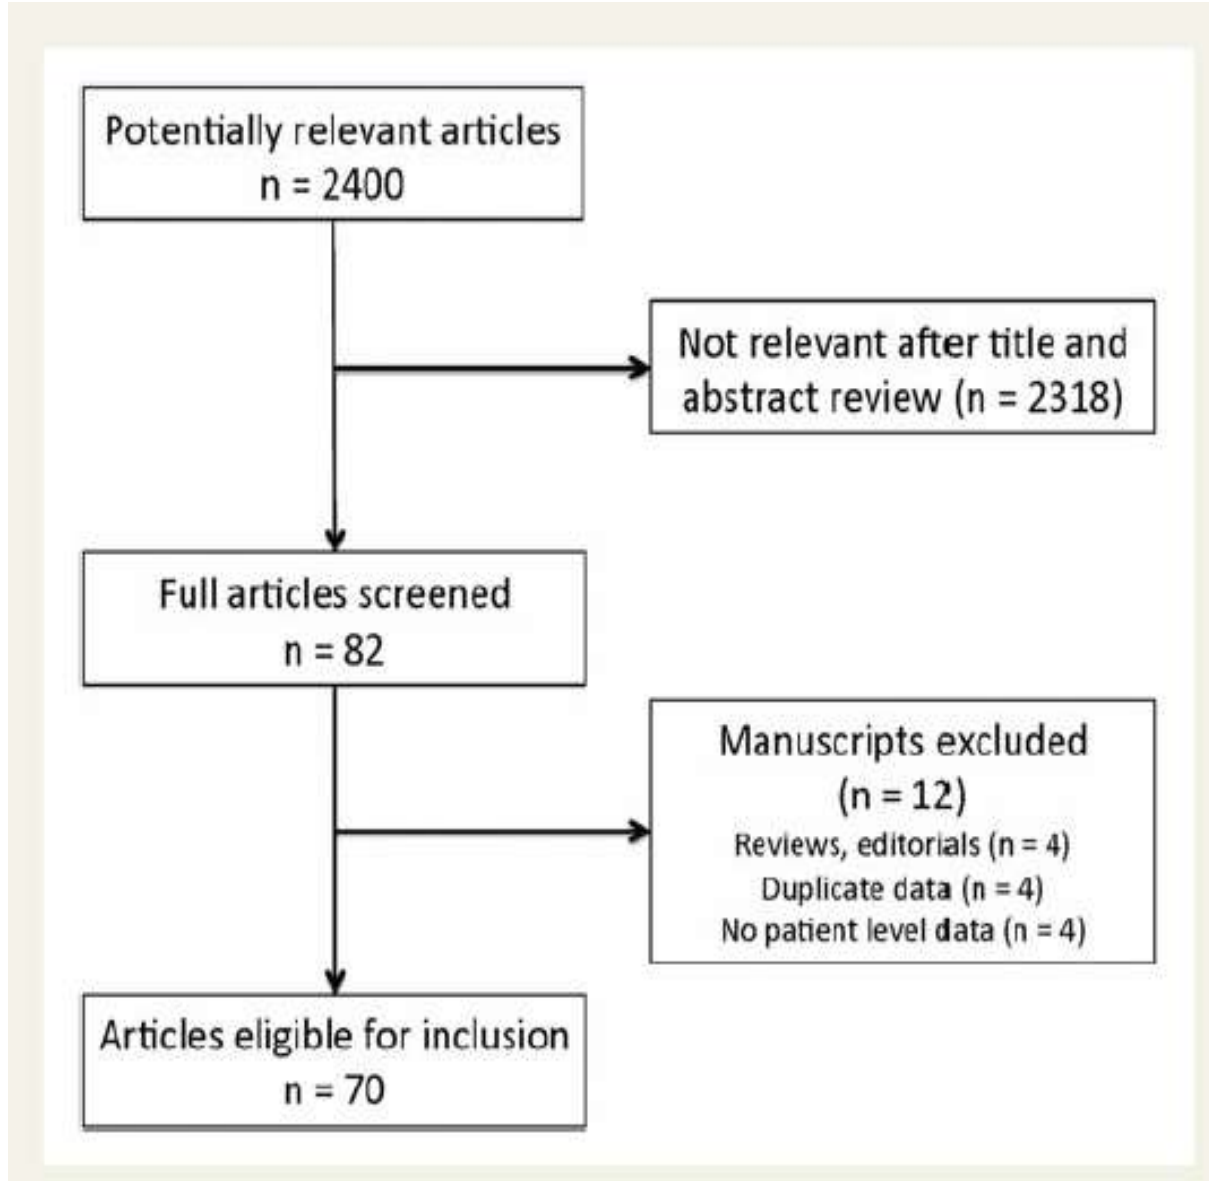 Potentially relevant articles
n = 2400
Not relevant after title and
abstract review (n = 2318)
Full articles screened
n = 82
Manuscripts excluded
(n = 12)
Reviews, editorials (n = 4)
Duplicate data (n = 4)
No patient level data (n = 4)
Articles eligible for inclusion
n = 70